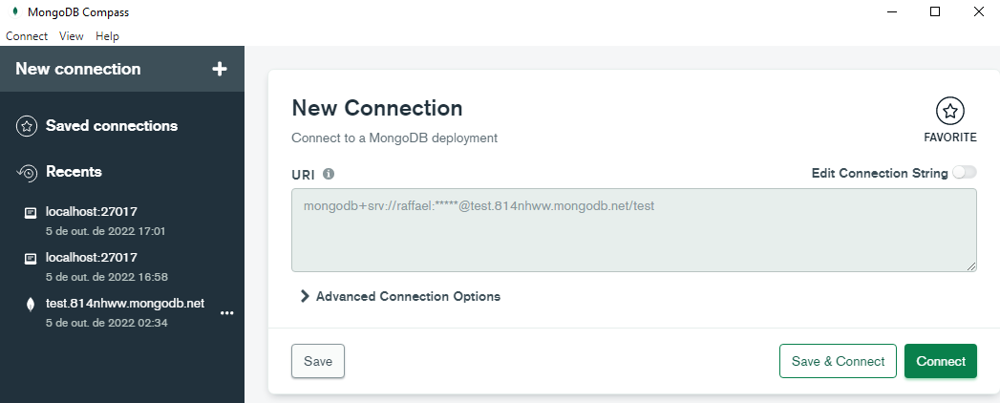 MongoDB Compass
Connect View Help
New connection
Saved connections
Recents
localhost:27017
5 de out. de 2022 17:01
localhost:27017
5 de out. de 2022 16:58
test.814nhww.mongodb.net
5 de out. de 2022 02:34
New Connection
Connect to a MongoDB deployment
FAVORITE
URI
Edit Connection String
mongodb+srv://raffael:*****@test.814nhww.mongodb.net/test
Advanced Connection Options
Save
Save & Connect
Connect